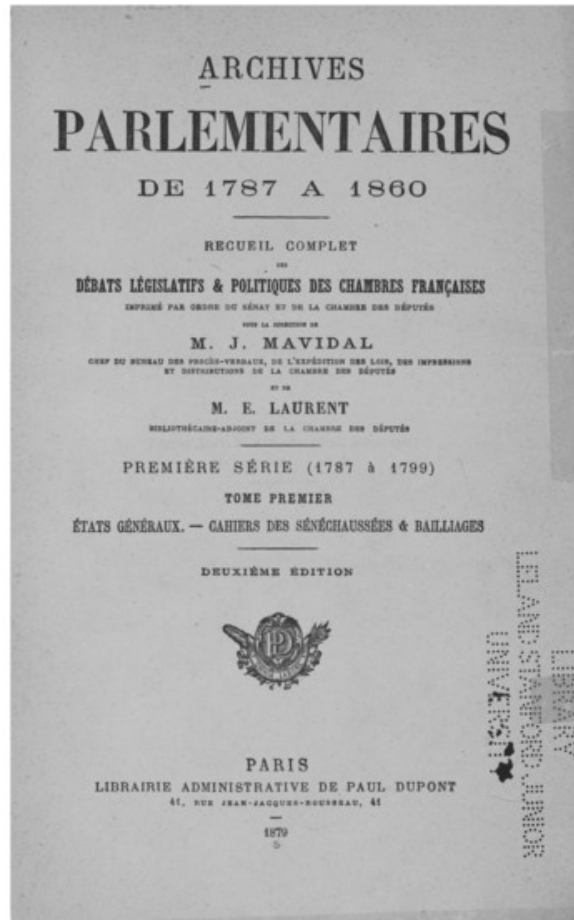 ARCHIVES
PARLEMENTAIRES
DE 1787 A 1860
RECUEIL COMPLET
DES
DÉBATS LÉGISLATIFS & POLITIQUES DES CHAMBRES FRANÇAISES
IMPRIMÉ PAR ORDRE DU SÉNAT ET DE LA CHAMBRE DES DÉPUTÉS
SOUS LA DIRECTION DE
M. J. MAVIDAL
CHEF DU BUREAU DES PROCÈS-VERBAUX, DE L'EXPÉDITION DES LOIS, DES IMPRESSIONS
ET DISTRIBUTIONS DE LA CHAMBRE DES DÉPUTÉS
ET DE
M. E. LAURENT
BIBLIOTHÉCAIRE-ADJOINT DE LA CHAMBRE DES DÉPUTÉS
PREMIÈRE SÉRIE (1787 à 1799)
TOME PREMIER
ÉTATS GÉNÉRAUX. — CAHIERS DES SÉNÉCHAUSSÉES & BAILLIAGES
DEUXIÈME ÉDITION
PD
PARIS
LIBRAIRIE ADMINISTRATIVE DE PAUL DUPONT
41, RUE JEAN-JACQUES-ROUSSEAU, 41
1879
LIBRARY
LELAND STANFORD JUNIOR
UNIVERSITY